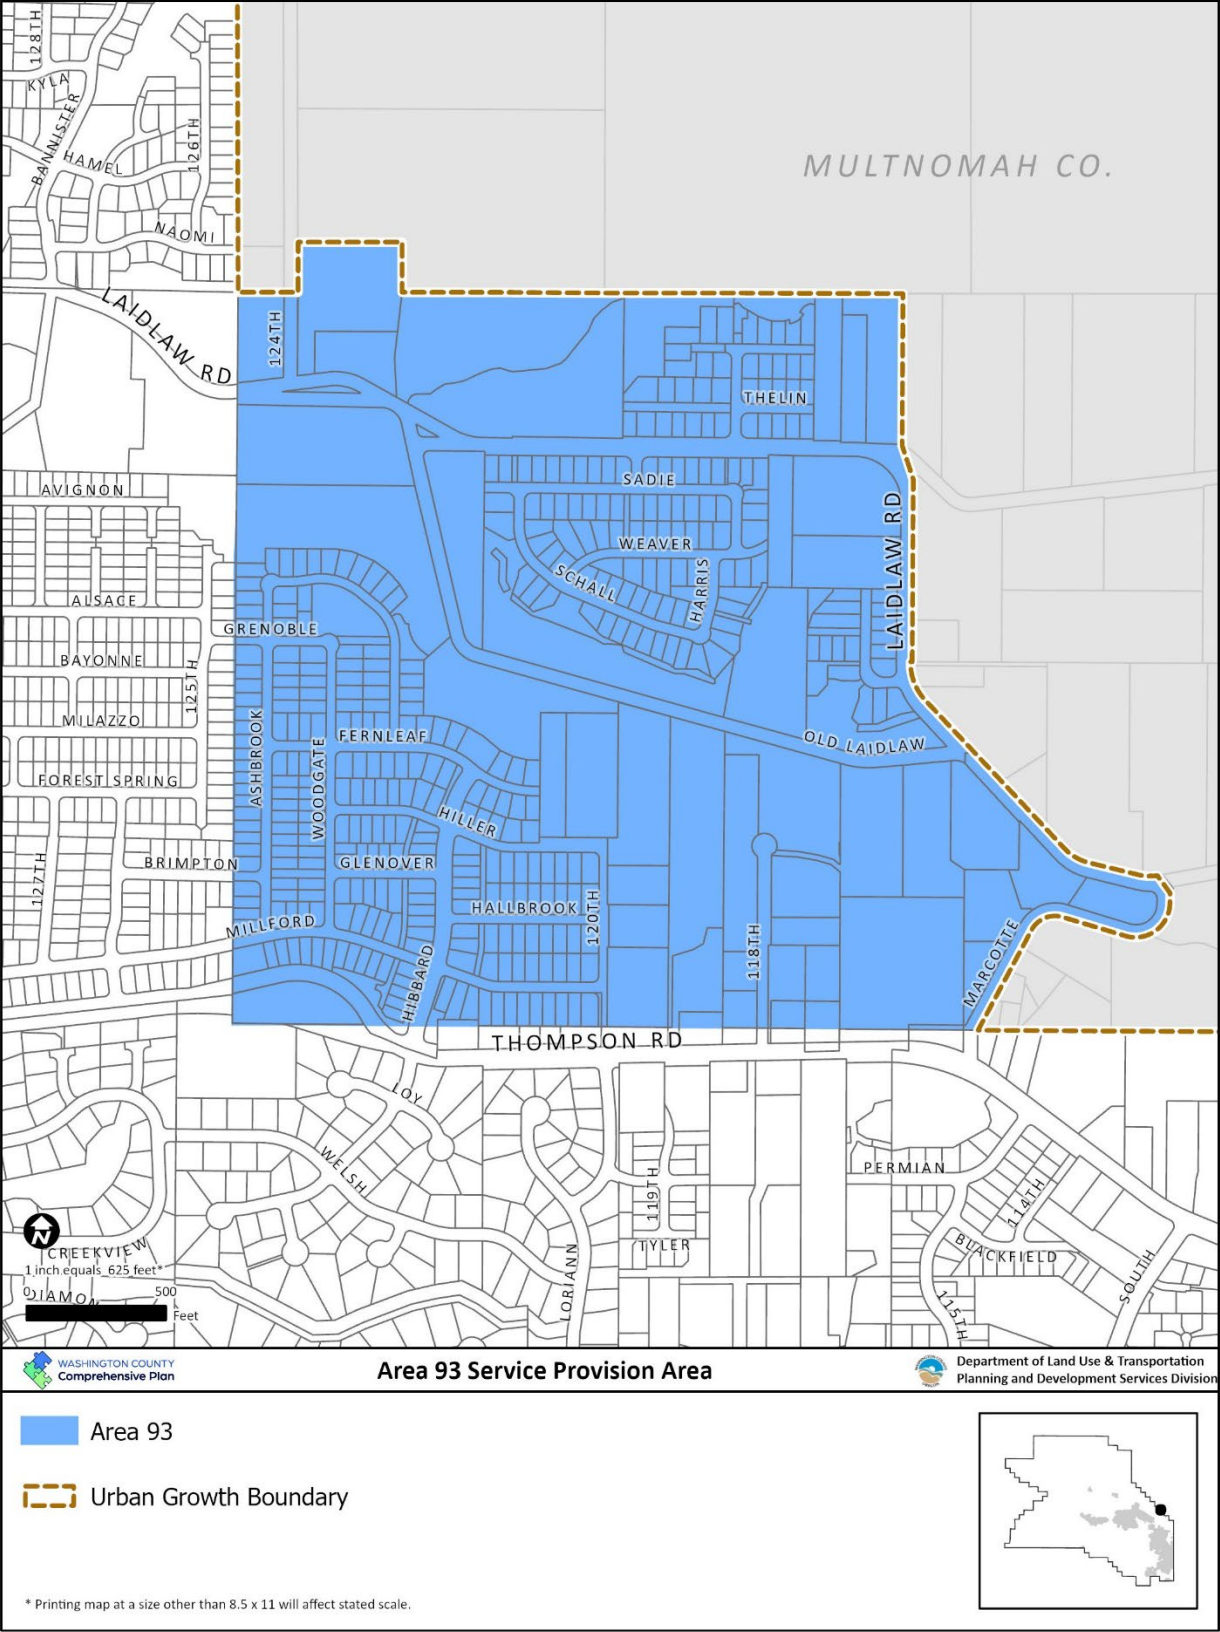 128TH
KYLA
BANNISTER
HAMEL
126TH
NAOMI
MULTNOMAH CO.
LAIDLAW RD
124TH
THELIN
AVIGNON
SADIE
LAIDLAW RD
WEAVER
SCHALL
HARRIS
ALSACE
GRENOBLE
BAYONNE
125TH
MILAZZO
ASHBROOK
WOODGATE
FERNLEAF
OLD LAIDLAW
FOREST SPRING
HILLER
127TH
BRIMPTON
GLENOVER
HALLBROOK
120TH
MILLFORD
118TH
MARCOTTE
HIBBARD
THOMPSON RD
LOY
WELSH
PERMIAN
119TH
114TH
TYLER
BLACKFIELD
SOUTH
LORIANN
115TH
N
CREEKVIEW
1 inch equals 625 feet*
DIAMON
0 500
Feet
WASHINGTON COUNTY
Comprehensive Plan
Area 93 Service Provision Area
Department of Land Use & Transportation
Planning and Development Services Division
Area 93
Urban Growth Boundary
* Printing map at a size other than 8.5 x 11 will affect stated scale.